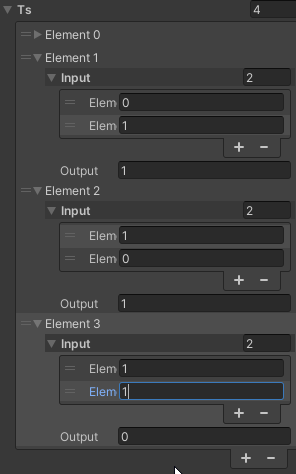 Ts 4
Element 0
Element 1
Input 2
Elem 0
Elem 1
+ −
Output 1
Element 2
Input 2
Elem 1
Elem 0
+ −
Output 1
Element 3
Input 2
Elem 1
Elem 1
+ −
Output 0
+ −